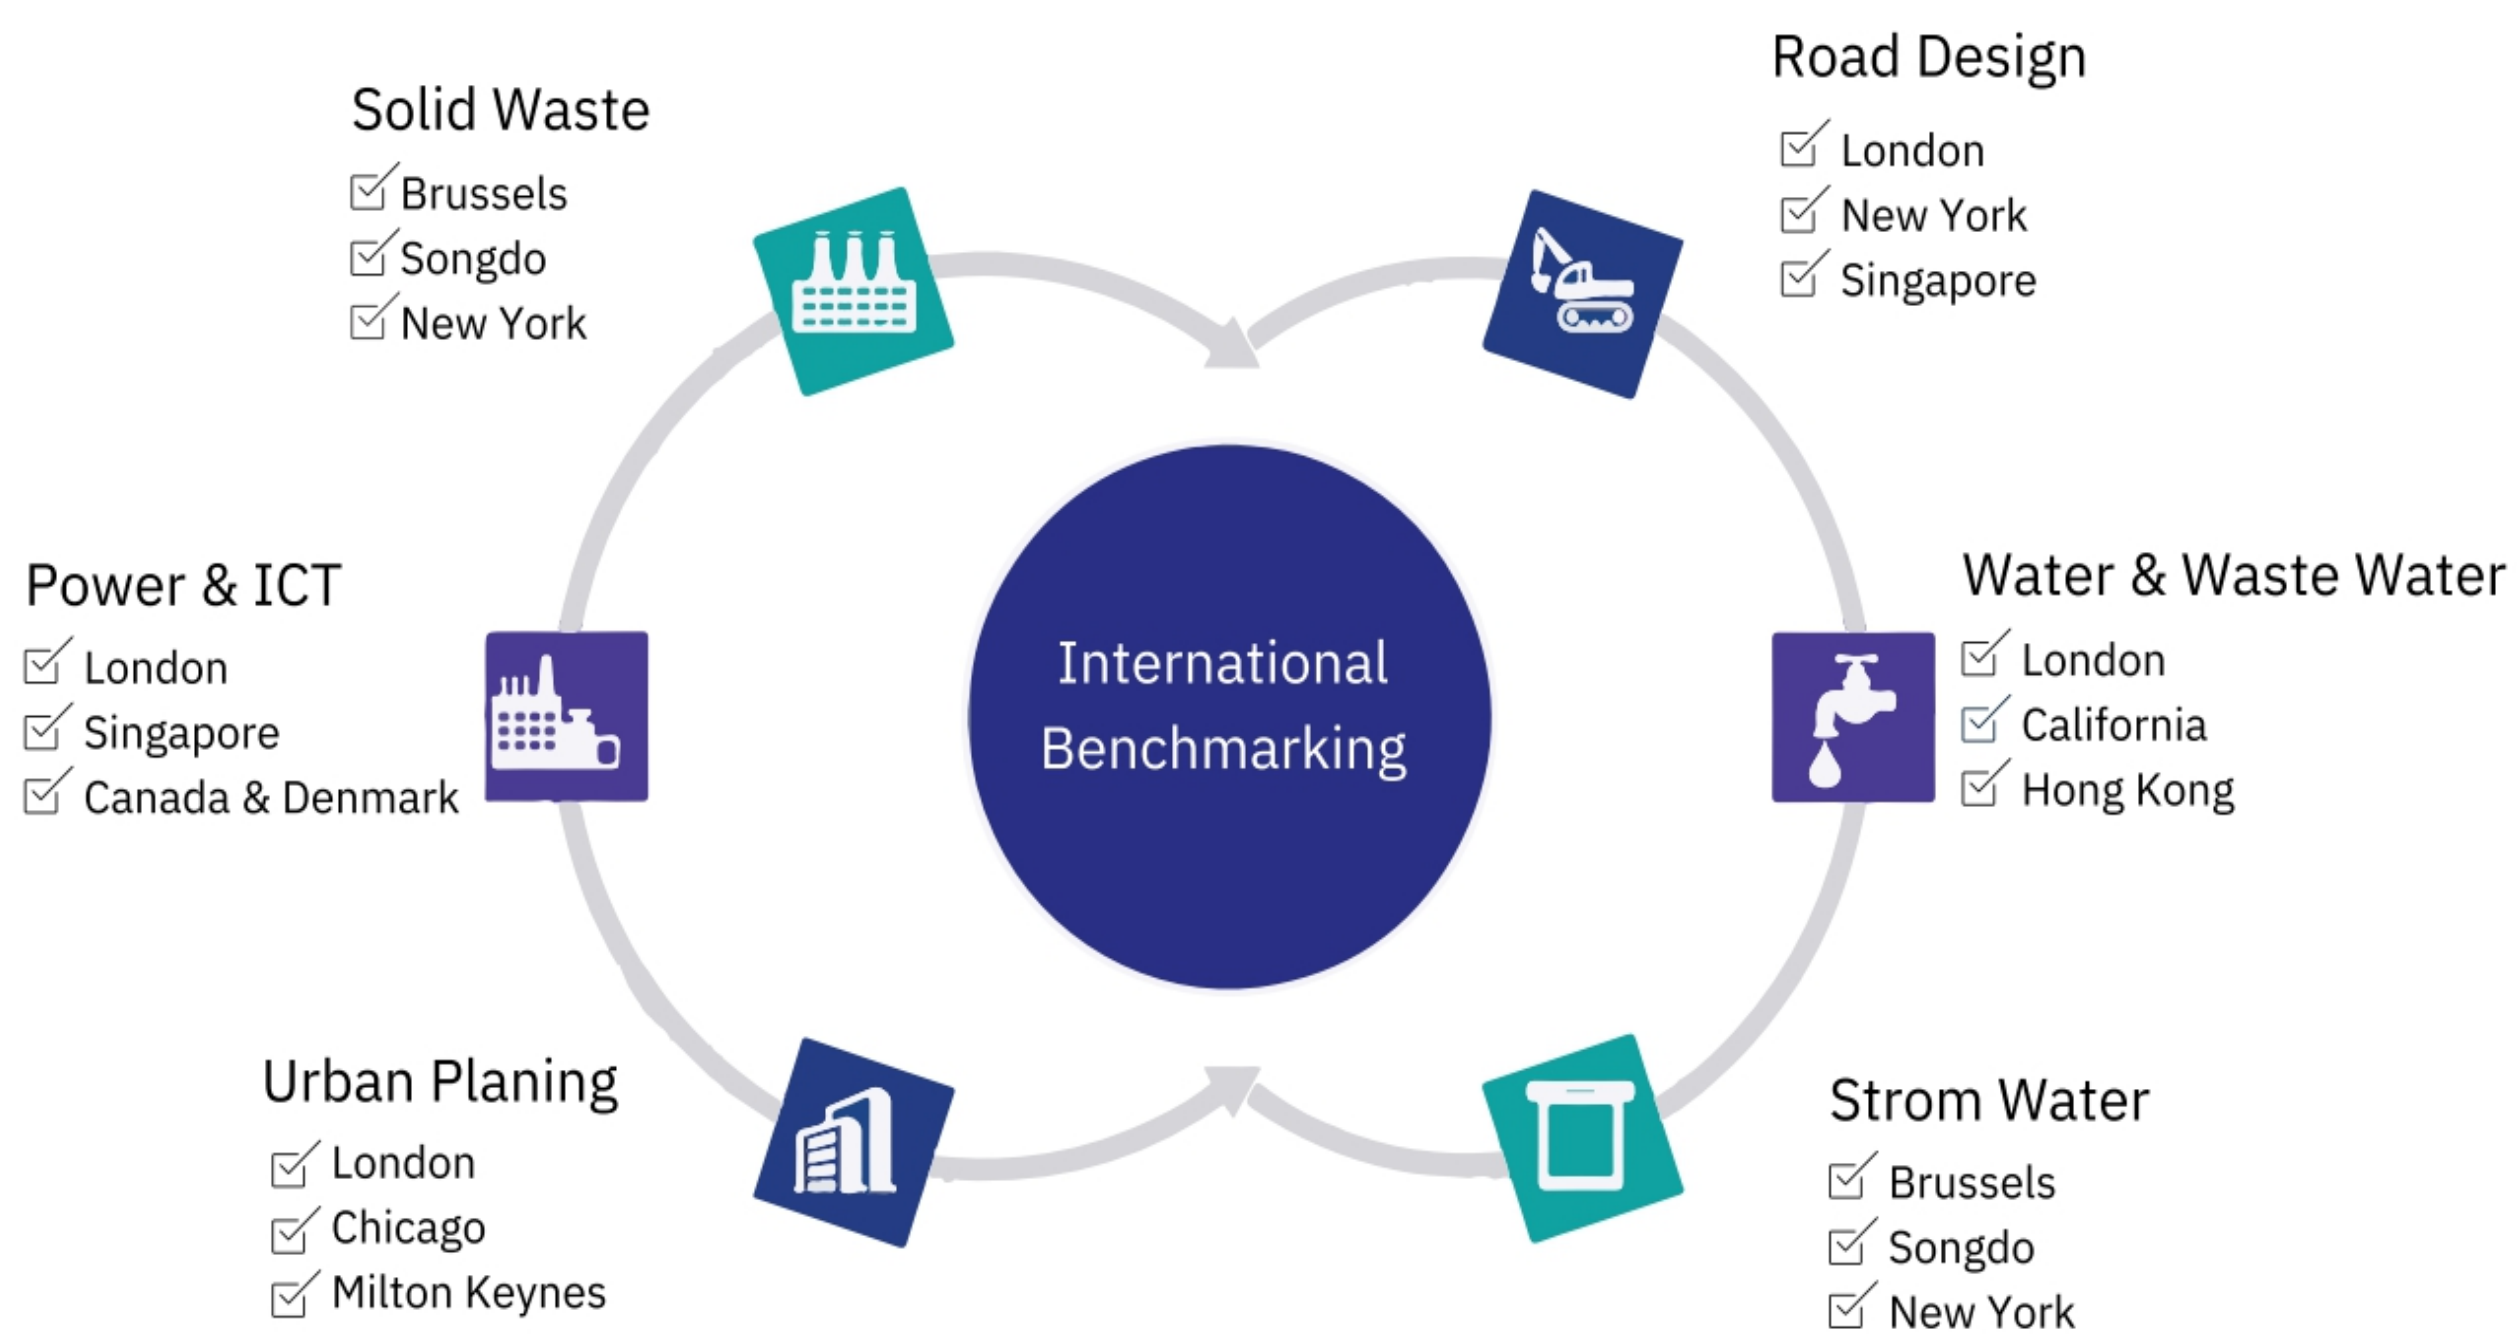 Solid Waste
Brussels
Songdo
New York
Road Design
London
New York
Singapore
Power & ICT
London
Singapore
Canada & Denmark
International
Benchmarking
Water & Waste Water
London
California
Hong Kong
Urban Planing
London
Chicago
Milton Keynes
Strom Water
Brussels
Songdo
New York